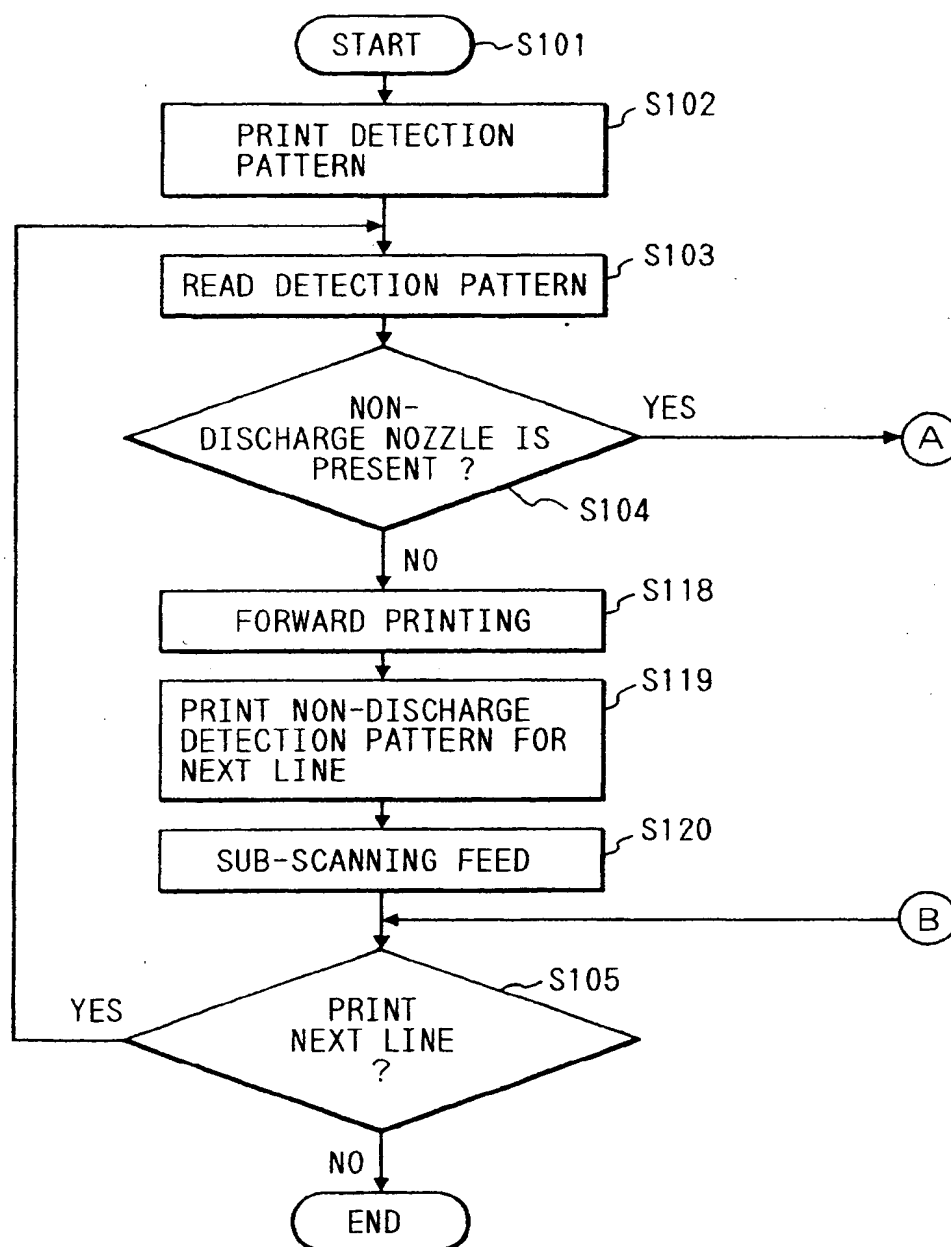 START
S101
PRINT DETECTION
PATTERN
S102
READ DETECTION PATTERN
S103
NON-
DISCHARGE NOZZLE IS
PRESENT ?
S104
YES
A
NO
FORWARD PRINTING
S118
PRINT NON-DISCHARGE
DETECTION PATTERN FOR
NEXT LINE
S119
SUB-SCANNING FEED
S120
B
PRINT
NEXT LINE
?
S105
YES
NO
END